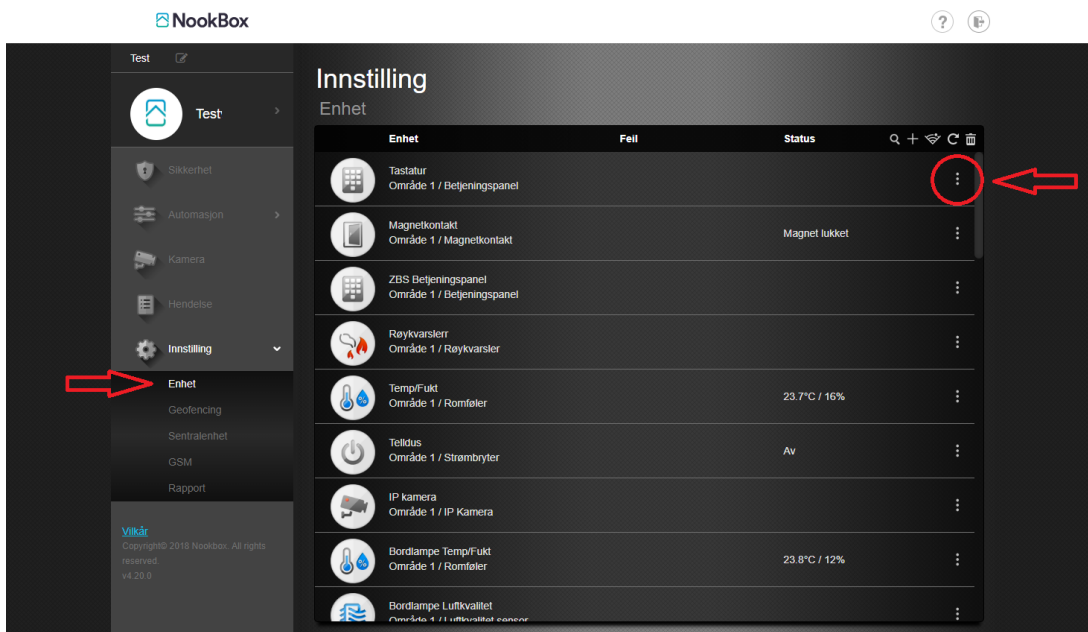 NookBox
?
Test
Innstilling
Enhet
Test
Enhet Feil Status
Sikkerhet
Automasjon
Kamera
Hendelse
Innstilling
Enhet
Geofencing
Sentralenhet
GSM
Rapport
Vilkår
Copyright© 2018 Nookbox. All rights
reserved.
v4.20.0
Tastatur
Område 1 / Betjeningspanel
Magnetkontakt
Område 1 / Magnetkontakt
Magnet lukket
ZBS Betjeningspanel
Område 1 / Betjeningspanel
Røykvarslerr
Område 1 / Røykvarsler
Temp/Fukt
Område 1 / Romføler
23.7°C / 16%
Telldus
Område 1 / Strømbryter
Av
IP kamera
Område 1 / IP Kamera
Bordlampe Temp/Fukt
Område 1 / Romføler
23.8°C / 12%
Bordlampe Luftkvalitet
Område 1 / Luftkvalitet sensor